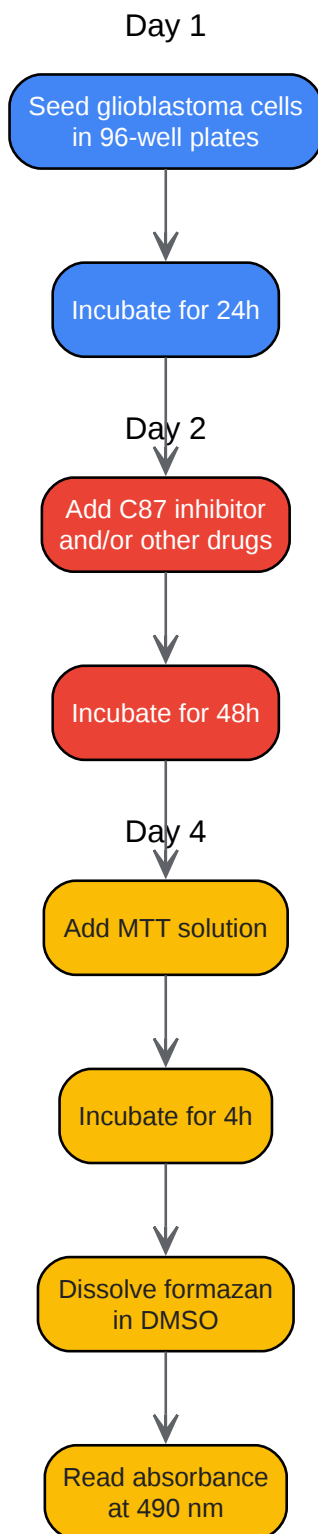 Day 1
Seed glioblastoma cells
in 96-well plates
Incubate for 24h
Day 2
Add C87 inhibitor
and/or other drugs
Incubate for 48h
Day 4
Add MTT solution
Incubate for 4h
Dissolve formazan
in DMSO
Read absorbance
at 490 nm